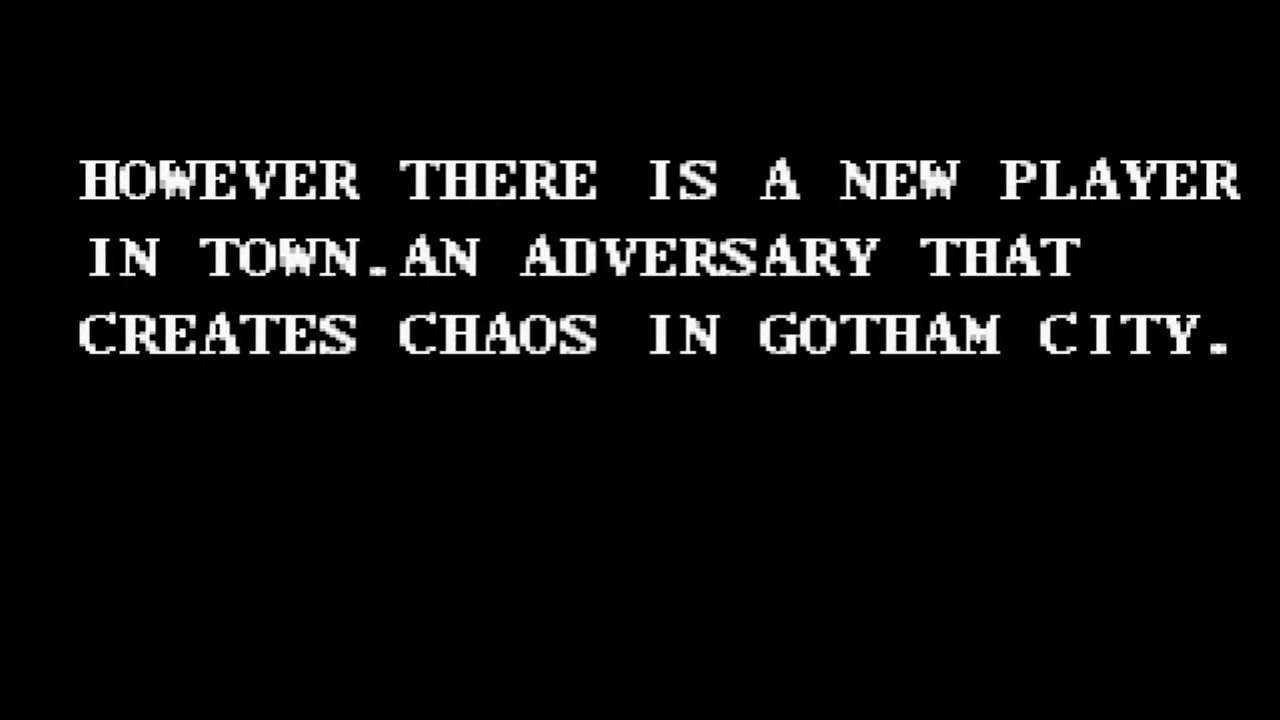 HOWEVER THERE IS A NEW PLAYER
IN TOWN.AN ADVERSARY THAT
CREATES CHAOS IN GOTHAM CITY.